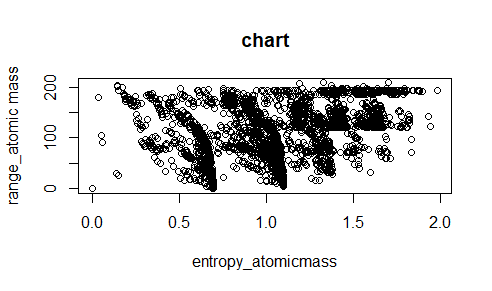 chart
range_atomic mass
200
100
0
0.0 0.5 1.0 1.5 2.0
entropy_atomicmass